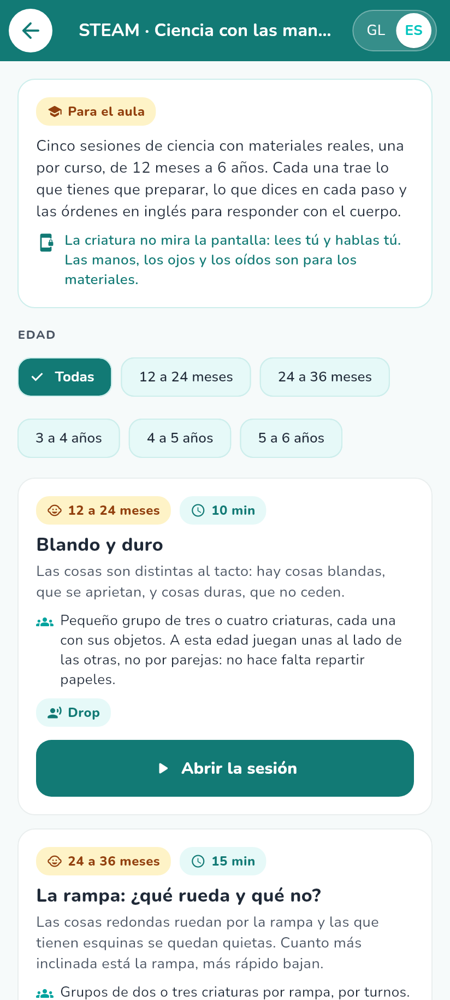 STEAM · Ciencia con las man...
GL ES
Para el aula
Cinco sesiones de ciencia con materiales reales, una
por curso, de 12 meses a 6 años. Cada una trae lo
que tienes que preparar, lo que dices en cada paso y
las órdenes en inglés para responder con el cuerpo.
La criatura no mira la pantalla: lees tú y hablas tú.
Las manos, los ojos y los oídos son para los
materiales.
EDAD
Todas 12 a 24 meses 24 a 36 meses
3 a 4 años 4 a 5 años 5 a 6 años
12 a 24 meses 10 min
Blando y duro
Las cosas son distintas al tacto: hay cosas blandas,
que se aprietan, y cosas duras, que no ceden.
Pequeño grupo de tres o cuatro criaturas, cada una
con sus objetos. A esta edad juegan unas al lado de
las otras, no por parejas: no hace falta repartir
papeles.
Drop
Abrir la sesión
24 a 36 meses 15 min
La rampa: ¿qué rueda y qué no?
Las cosas redondas ruedan por la rampa y las que
tienen esquinas se quedan quietas. Cuanto más
inclinada está la rampa, más rápido bajan.
Grupos de dos o tres criaturas por rampa, por turnos.